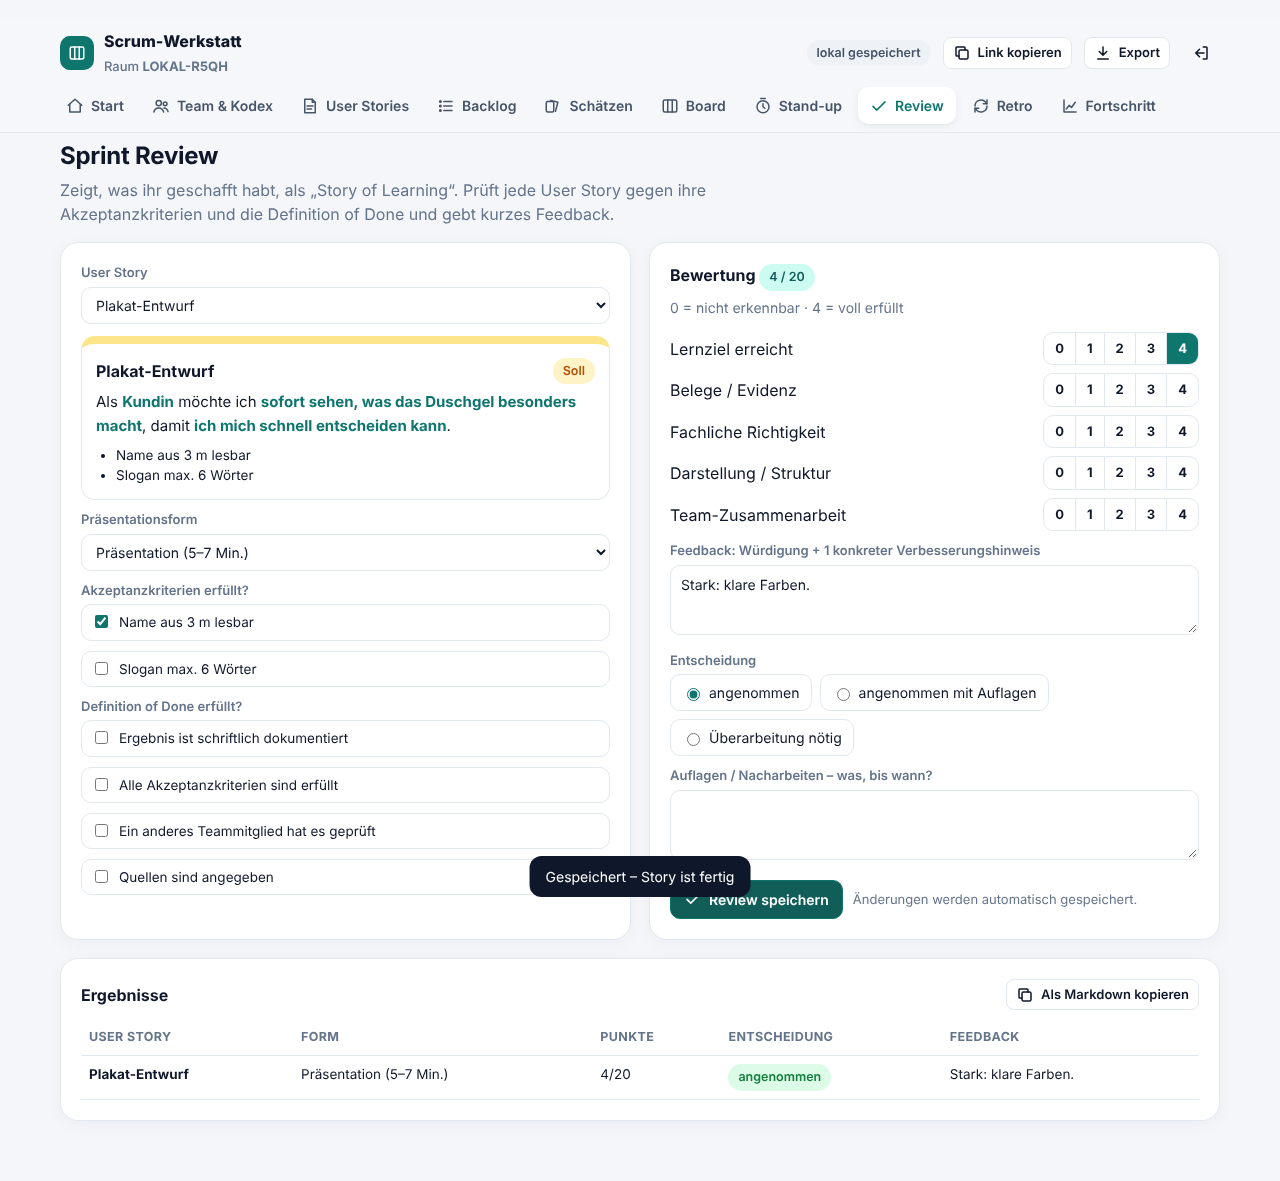 Scrum-Werkstatt
Raum LOKAL-R5QH
lokal gespeichert
Link kopieren
Export
Start
Team & Kodex
User Stories
Backlog
Schätzen
Board
Stand-up
Review
Retro
Fortschritt
Sprint Review
Zeigt, was ihr geschafft habt, als „Story of Learning“. Prüft jede User Story gegen ihre
Akzeptanzkriterien und die Definition of Done und gebt kurzes Feedback.
User Story
Plakat-Entwurf
Plakat-Entwurf
Soll
Als Kundin möchte ich sofort sehen, was das Duschgel besonders
macht, damit ich mich schnell entscheiden kann.
Name aus 3 m lesbar
Slogan max. 6 Wörter
Präsentationsform
Präsentation (5–7 Min.)
Akzeptanzkriterien erfüllt?
Name aus 3 m lesbar
Slogan max. 6 Wörter
Definition of Done erfüllt?
Ergebnis ist schriftlich dokumentiert
Alle Akzeptanzkriterien sind erfüllt
Ein anderes Teammitglied hat es geprüft
Quellen sind angegeben
Bewertung 4 / 20
0 = nicht erkennbar · 4 = voll erfüllt
Lernziel erreicht 0 1 2 3 4
Belege / Evidenz 0 1 2 3 4
Fachliche Richtigkeit 0 1 2 3 4
Darstellung / Struktur 0 1 2 3 4
Team-Zusammenarbeit 0 1 2 3 4
Feedback: Würdigung + 1 konkreter Verbesserungshinweis
Stark: klare Farben.
Entscheidung
angenommen
angenommen mit Auflagen
Überarbeitung nötig
Auflagen / Nacharbeiten – was, bis wann?
Gespeichert – Story ist fertig
Review speichern
Änderungen werden automatisch gespeichert.
Ergebnisse
Als Markdown kopieren
USER STORY FORM PUNKTE ENTSCHEIDUNG FEEDBACK
Plakat-Entwurf Präsentation (5–7 Min.) 4/20 angenommen Stark: klare Farben.